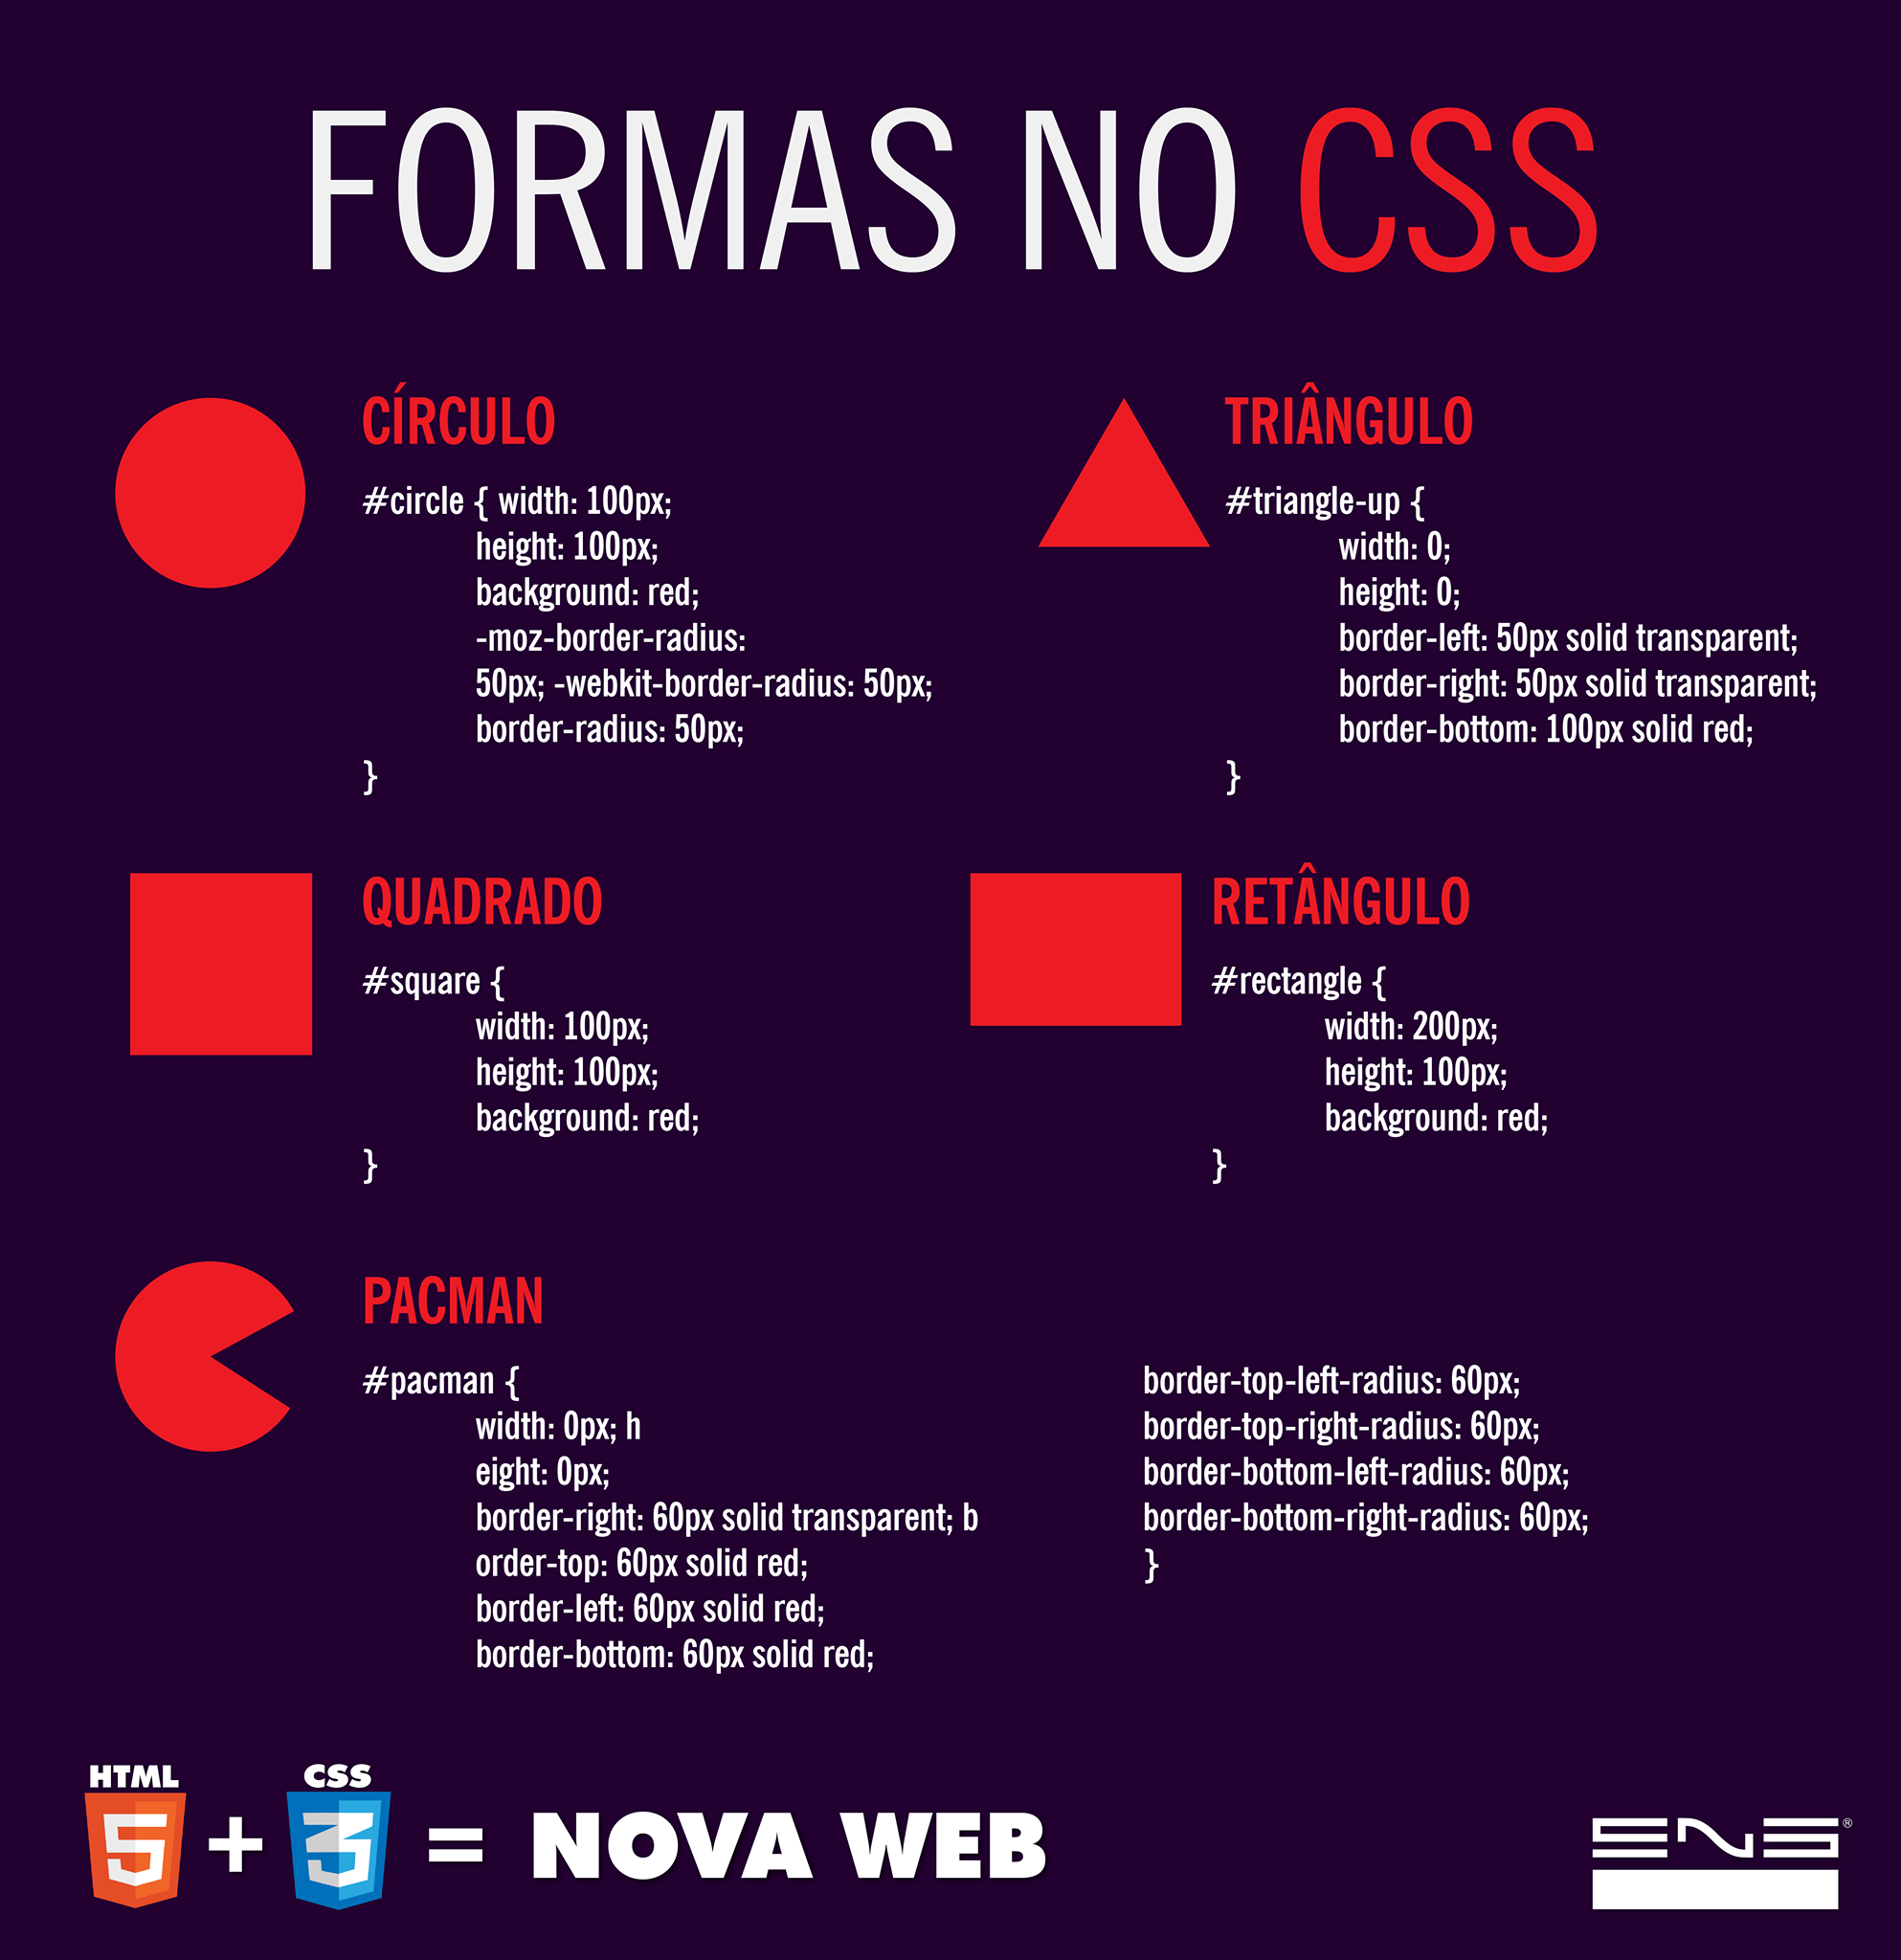 FORMAS NO CSS
CÍRCULO
#circle { width: 100px;
height: 100px;
background: red;
-moz-border-radius:
50px; -webkit-border-radius: 50px;
border-radius: 50px;
}
TRIÂNGULO
#triangle-up {
width: 0;
height: 0;
border-left: 50px solid transparent;
border-right: 50px solid transparent;
border-bottom: 100px solid red;
}
QUADRADO
#square {
width: 100px;
height: 100px;
background: red;
}
RETÂNGULO
#rectangle {
width: 200px;
height: 100px;
background: red;
}
PACMAN
#pacman {
width: 0px; h
eight: 0px;
border-right: 60px solid transparent; b
order-top: 60px solid red;
border-left: 60px solid red;
border-bottom: 60px solid red;
border-top-left-radius: 60px;
border-top-right-radius: 60px;
border-bottom-left-radius: 60px;
border-bottom-right-radius: 60px;
}
HTML
5
+
CSS
3
= NOVA WEB
ENS®